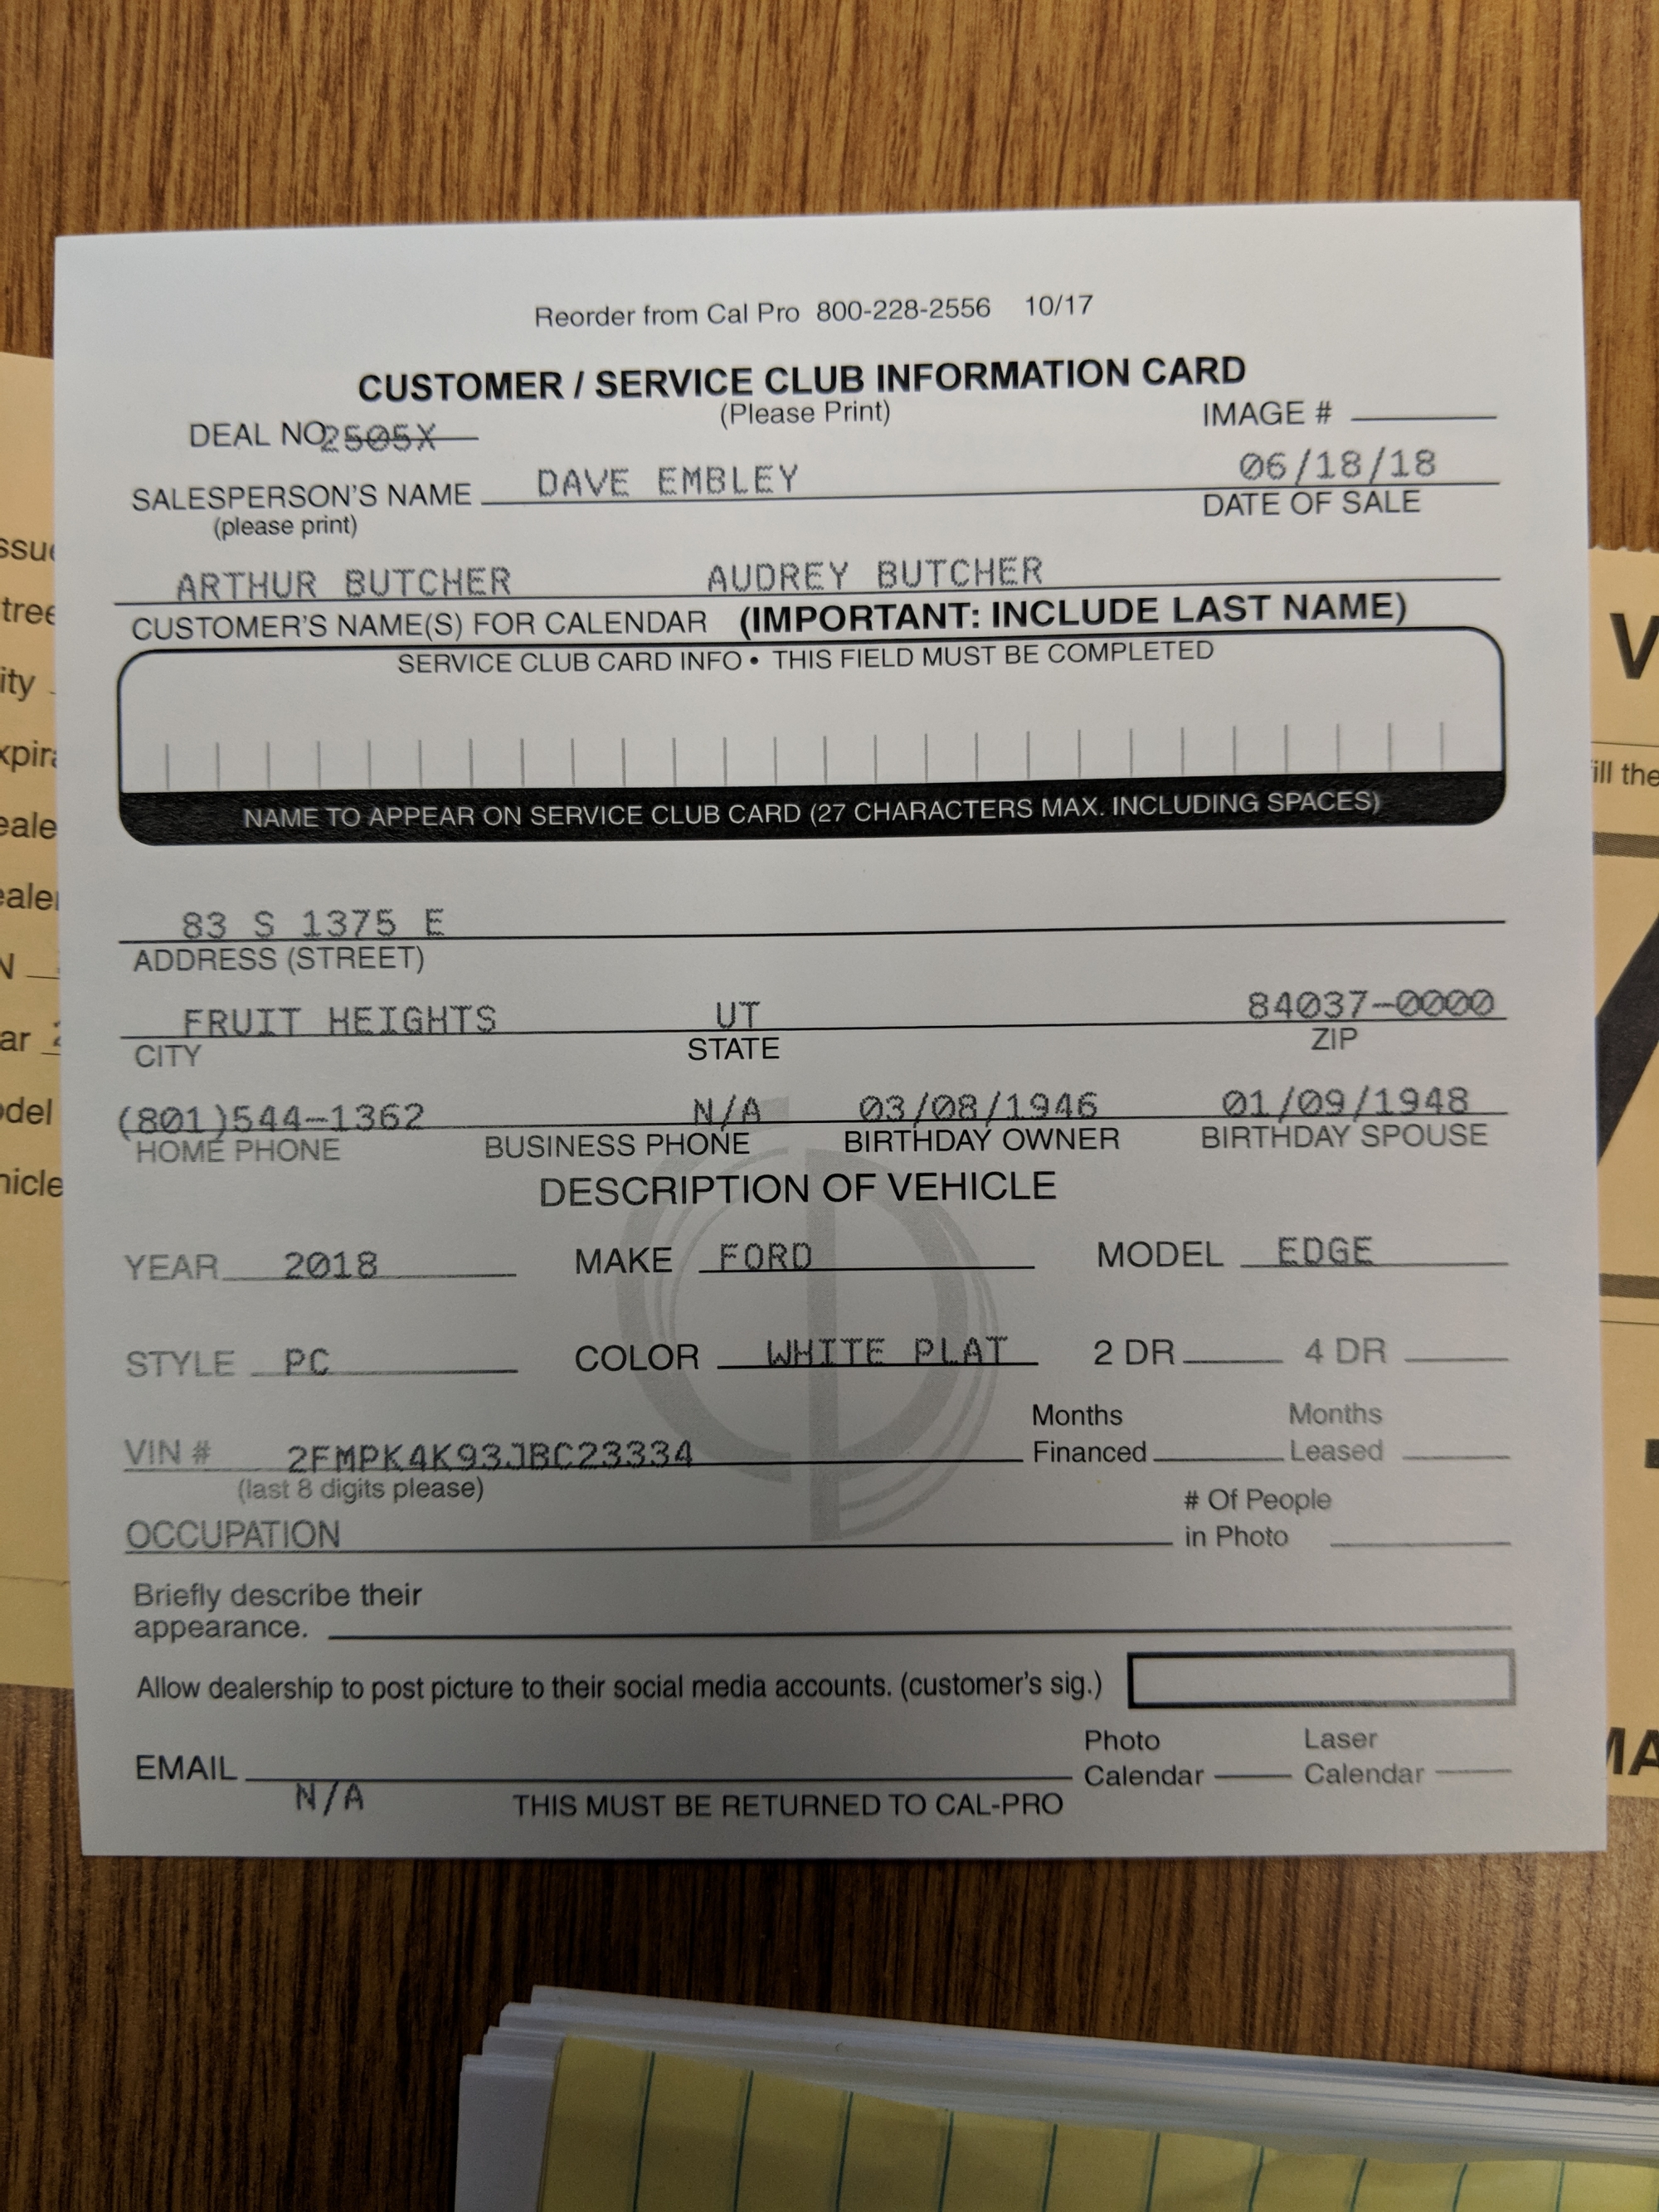 Reorder from Cal Pro 800-228-2556 10/17
CUSTOMER / SERVICE CLUB INFORMATION CARD
(Please Print)
DEAL NO. 2505X
IMAGE #
SALESPERSON'S NAME DAVE EMBLEY 06/18/18
(please print)
DATE OF SALE
ARTHUR BUTCHER AUDREY BUTCHER
CUSTOMER'S NAME(S) FOR CALENDAR (IMPORTANT: INCLUDE LAST NAME)
SERVICE CLUB CARD INFO • THIS FIELD MUST BE COMPLETED
NAME TO APPEAR ON SERVICE CLUB CARD (27 CHARACTERS MAX. INCLUDING SPACES)
83 S 1375 E
ADDRESS (STREET)
FRUIT HEIGHTS UT 84037-0000
CITY STATE ZIP
(801)544-1362 N/A 03/08/1946 01/09/1948
HOME PHONE BUSINESS PHONE BIRTHDAY OWNER BIRTHDAY SPOUSE
DESCRIPTION OF VEHICLE
YEAR 2018 MAKE FORD MODEL EDGE
STYLE PC COLOR WHITE PLAT 2 DR 4 DR
Months Months
VIN # 2FMPK4K93JBC23334 Financed Leased
(last 8 digits please)
# Of People
OCCUPATION in Photo
Briefly describe their
appearance.
Allow dealership to post picture to their social media accounts. (customer's sig.)
Photo Laser
EMAIL Calendar Calendar
N/A THIS MUST BE RETURNED TO CAL-PRO